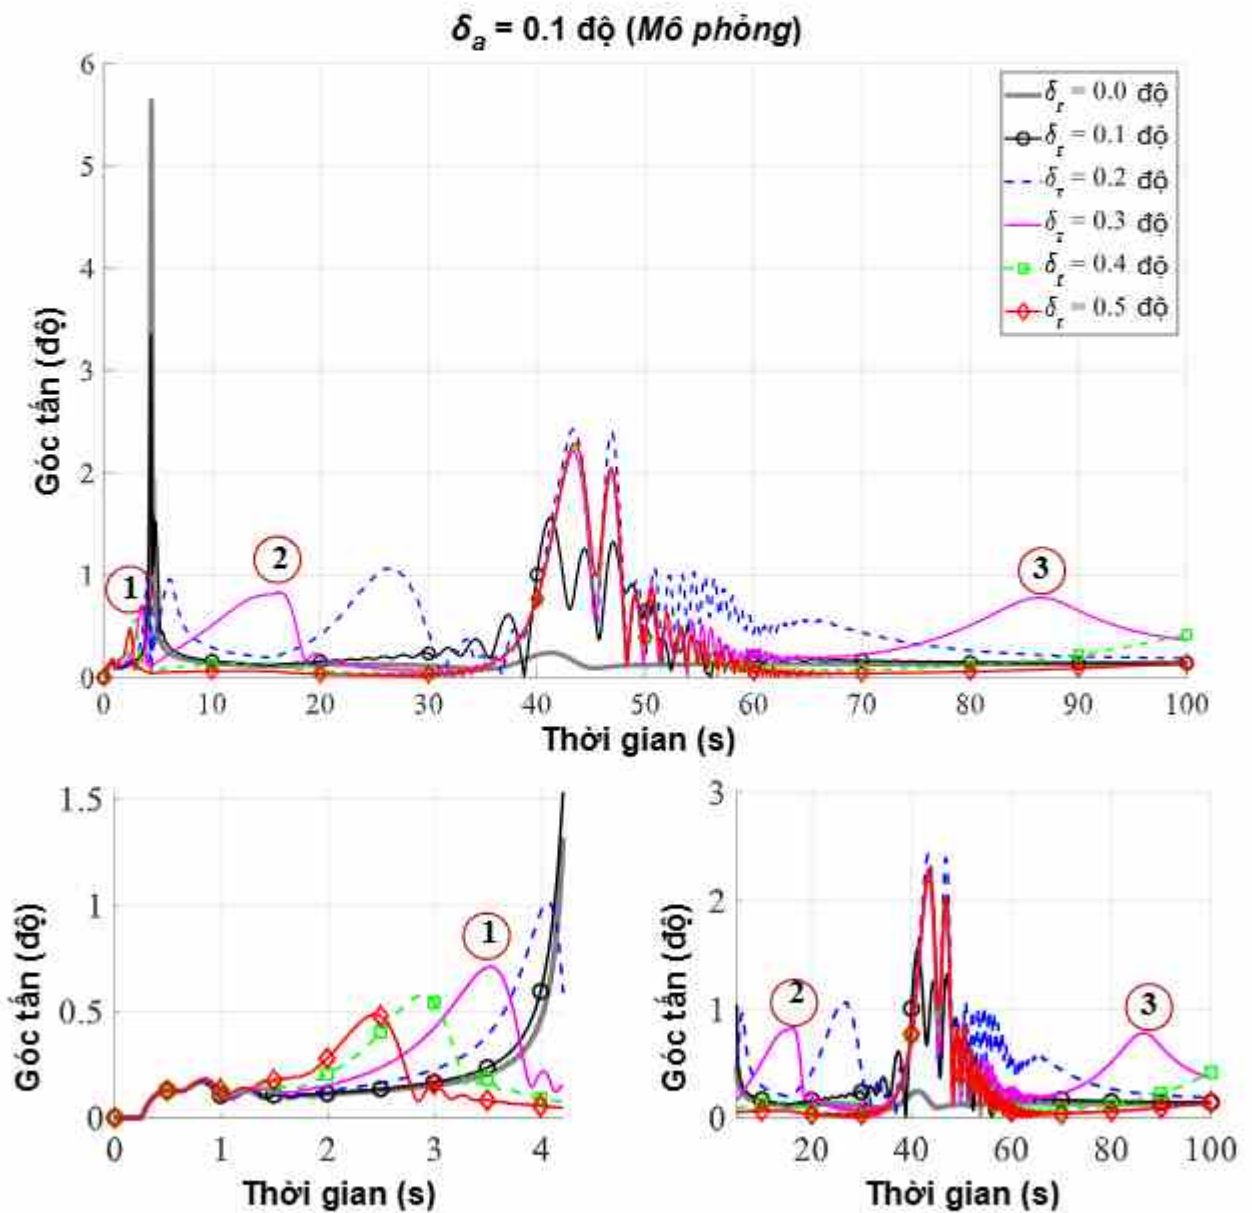 δₐ = 0.1 độ (Mô phỏng)
6
5
4
3
2
1
0
Góc tấn (độ)
δᵣ = 0.0 độ
δᵣ = 0.1 độ
δᵣ = 0.2 độ
δᵣ = 0.3 độ
δᵣ = 0.4 độ
δᵣ = 0.5 độ
1
2
3
0 10 20 30 40 50 60 70 80 90 100
Thời gian (s)
1.5
1
0.5
0
Góc tấn (độ)
1
0 1 2 3 4
Thời gian (s)
3
2
1
0
Góc tấn (độ)
2
3
20 40 60 80 100
Thời gian (s)